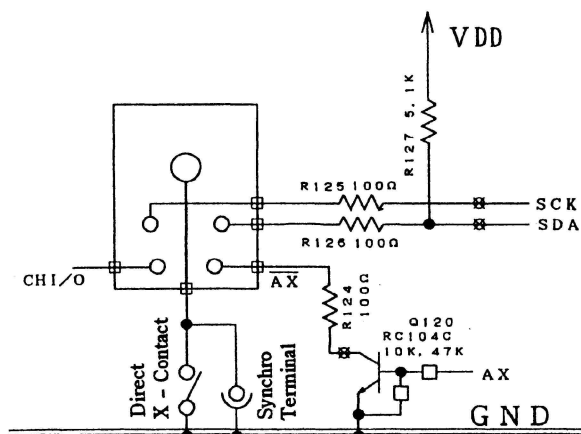 VDD
R127 5.1K
R125 100Ω
SCK
SDA
R126 100Ω
CHI/O
AX
R124
100Ω
Q120
RC104C
10K, 47K
AX
Direct
X - Contact
Synchro
Terminal
GND